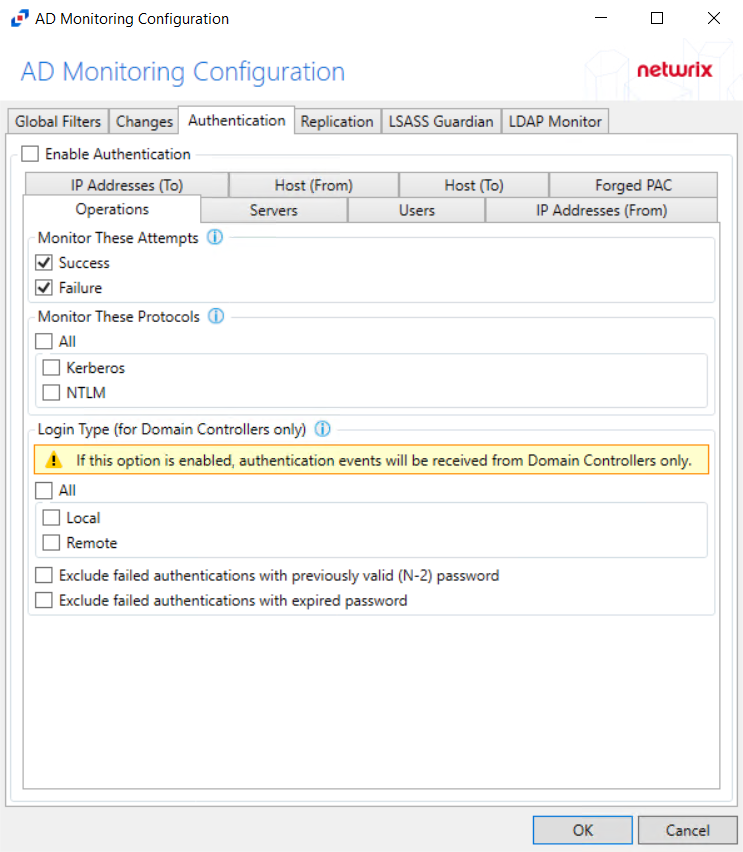 AD Monitoring Configuration
AD Monitoring Configuration
netwrix
Global Filters Changes Authentication Replication LSASS Guardian LDAP Monitor
Enable Authentication
IP Addresses (To) Host (From) Host (To) Forged PAC
Operations Servers Users IP Addresses (From)
Monitor These Attempts
Success
Failure
Monitor These Protocols
All
Kerberos
NTLM
Login Type (for Domain Controllers only)
If this option is enabled, authentication events will be received from Domain Controllers only.
All
Local
Remote
Exclude failed authentications with previously valid (N-2) password
Exclude failed authentications with expired password
OK Cancel